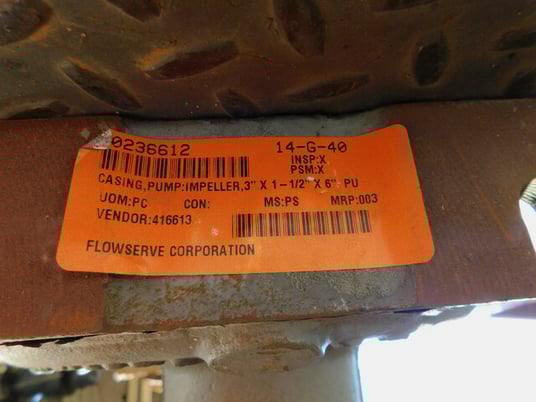 0236612 14-G-40
INSP:X
PSM:X
CASING,PUMP:IMPELLER,3" X 1-1/2" X 6"; PU
UOM:PC CON: MS:PS MRP:003
VENDOR:416613
FLOWSERVE CORPORATION